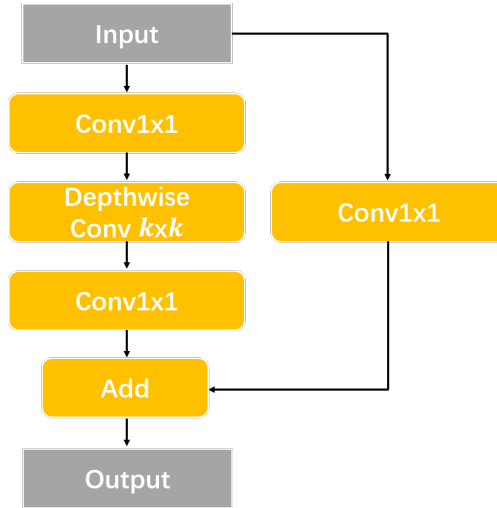 Input
Conv1x1
Depthwise
Conv kxk
Conv1x1
Conv1x1
Add
Output